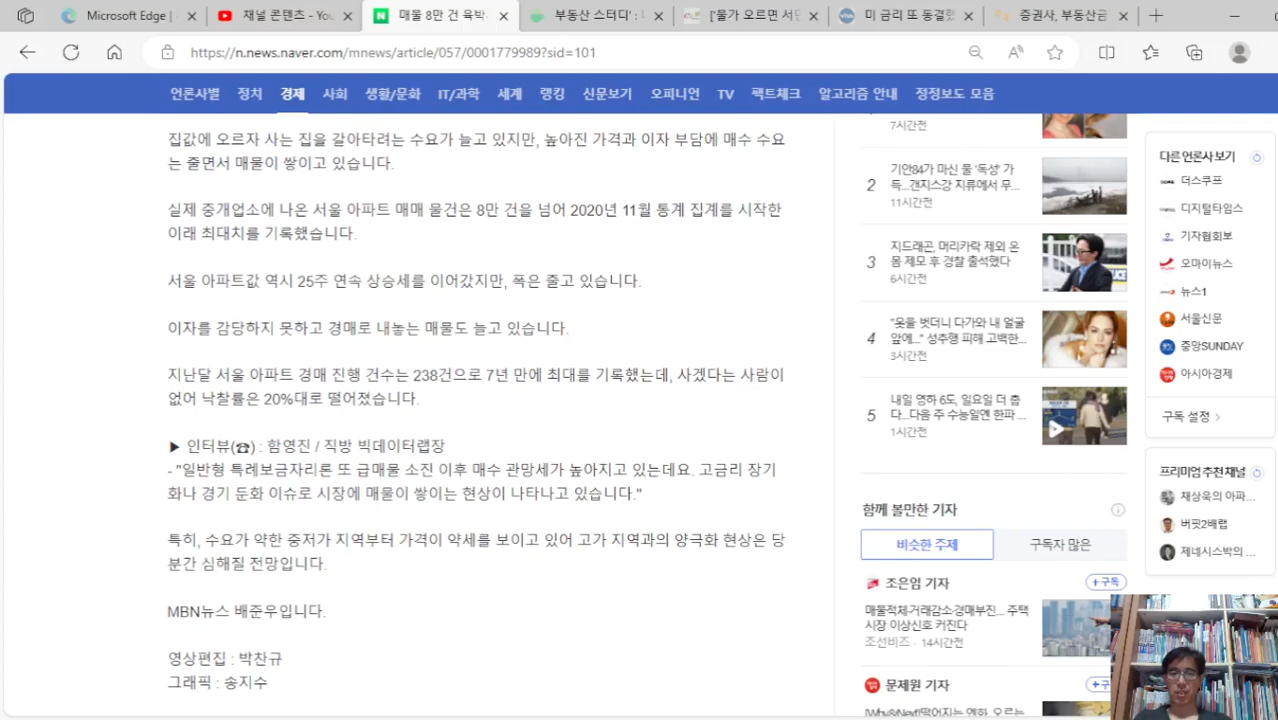 Microsoft Edge |
채널 콘텐츠 - You
매물 8만 건 육박
부동산 스터디' : 네
['물가 오르면 서민
미 금리 또 동결했
증권사, 부동산금
https://n.news.naver.com/mnews/article/057/0001779989?sid=101
언론사별 정치 경제 사회 생활/문화 IT/과학 세계 랭킹 신문보기 오피니언 TV 팩트체크 알고리즘 안내 정정보도 모음
집값에 오르자 사는 집을 갈아타려는 수요가 늘고 있지만, 높아진 가격과 이자 부담에 매수 수요
는 줄면서 매물이 쌓이고 있습니다.
실제 중개업소에 나온 서울 아파트 매매 물건은 8만 건을 넘어 2020년 11월 통계 집계를 시작한
이래 최대치를 기록했습니다.
서울 아파트값 역시 25주 연속 상승세를 이어갔지만, 폭은 줄고 있습니다.
이자를 감당하지 못하고 경매로 내놓는 매물도 늘고 있습니다.
지난달 서울 아파트 경매 진행 건수는 238건으로 7년 만에 최대를 기록했는데, 사겠다는 사람이
없어 낙찰률은 20%대로 떨어졌습니다.
▶ 인터뷰(☎) : 함영진 / 직방 빅데이터랩장
- "일반형 특례보금자리론 또 급매물 소진 이후 매수 관망세가 높아지고 있는데요. 고금리 장기
화나 경기 둔화 이슈로 시장에 매물이 쌓이는 현상이 나타나고 있습니다."
특히, 수요가 약한 중저가 지역부터 가격이 약세를 보이고 있어 고가 지역과의 양극화 현상은 당
분간 심해질 전망입니다.
MBN뉴스 배준우입니다.
영상편집 : 박찬규
그래픽 : 송지수
7시간전
2
기안84가 마신 물 '독성' 가
득...갠지스강 지류에서 무...
11시간전
3
지드래곤, 머리카락 제외 온
몸 제모 후 경찰 출석했다
6시간전
4
"옷을 벗더니 다가와 내 얼굴
앞에..." 성추행 피해 고백한...
3시간전
5
내일 영하 6도, 일요일 더 춥
다...다음 주 수능일엔 한파 ...
1시간전
함께 볼만한 기자
비슷한 주제
구독자 많은
조은임 기자
+구독
매물적체·거래감소·경매부진... 주택
시장 이상신호 커진다
조선비즈 · 14시간전
문제원 기자
+구
[Why&Next]떨어지는 엔화, 오르는
다른 언론사 보기
더스쿠프
디지털타임스
기자협회보
오마이뉴스
뉴스1
서울신문
중앙SUNDAY
아시아경제
구독 설정 >
프리미엄 추천 채널
채상욱의 아파...
버핏2배랩
제네시스박의 ...